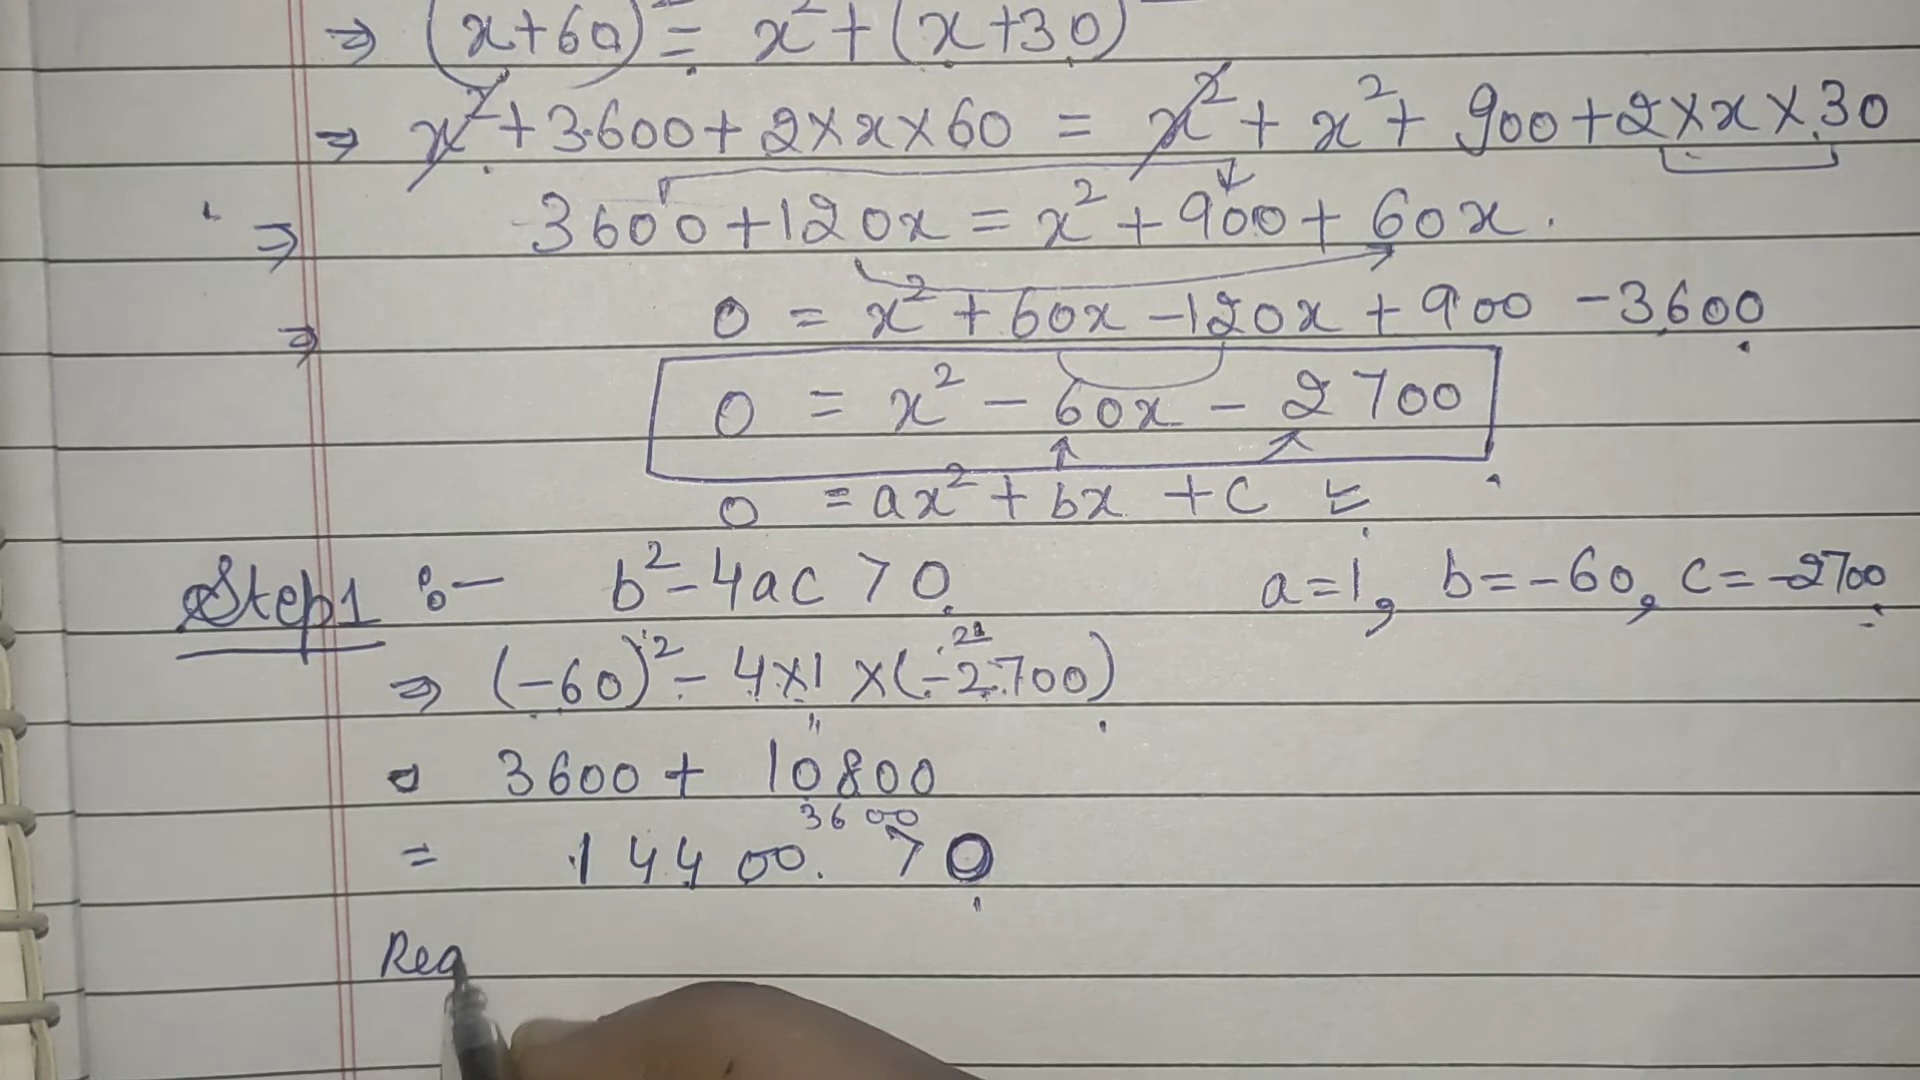 ⇒ (x+60)² = x² + (x+30)²
⇒ x² + 3600 + 2×x×60 = x² + x² + 900 + 2×x×30
⇒ 3600 + 120x = x² + 900 + 60x.
⇒ 0 = x² + 60x - 120x + 900 - 3600
0 = x² - 60x - 2700
0 = ax² + bx + c
Step1 :- b² - 4ac > 0 a=1, b=-60, c=-2700
⇒ (-60)² - 4×1×(-2700)
3600 + 10800
3600
= 14400. > 0
Rea